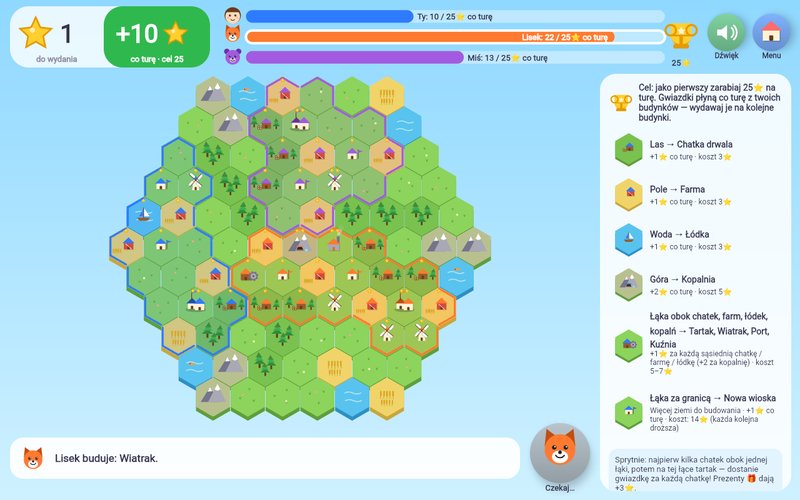 1
do wydania
+10
co turę · cel 25
Ty: 10 / 25⭐ co turę
Lisek: 22 / 25⭐ co turę
Miś: 13 / 25⭐ co turę
25⭐
Dźwięk
Menu
Cel: jako pierwszy zarabiaj 25⭐ na
turę. Gwiazdki płyną co turę z twoich
budynków — wydawaj je na kolejne
budynki.
Las → Chatka drwala
+1⭐ co turę · koszt 3⭐
Pole → Farma
+1⭐ co turę · koszt 3⭐
Woda → Łódka
+1⭐ co turę · koszt 3⭐
Góra → Kopalnia
+2⭐ co turę · koszt 5⭐
Łąka obok chatek, farm, łódek,
kopalń → Tartak, Wiatrak, Port,
Kuźnia
+1⭐ za każdą sąsiednią chatkę /
farmę / łódkę (+2 za kopalnię) · koszt
5–7⭐
Łąka za granicą → Nowa wioska
Więcej ziemi do budowania · +1⭐ co
turę · koszt: 14⭐ (każda kolejna
droższa)
Sprytnie: najpierw kilka chatek obok jednej
łąki, potem na tej łące tartak — dostanie
gwiazdkę za każdą chatkę! Prezenty 🎁 dają
+3⭐.
Lisek buduje: Wiatrak.
Czekaj...